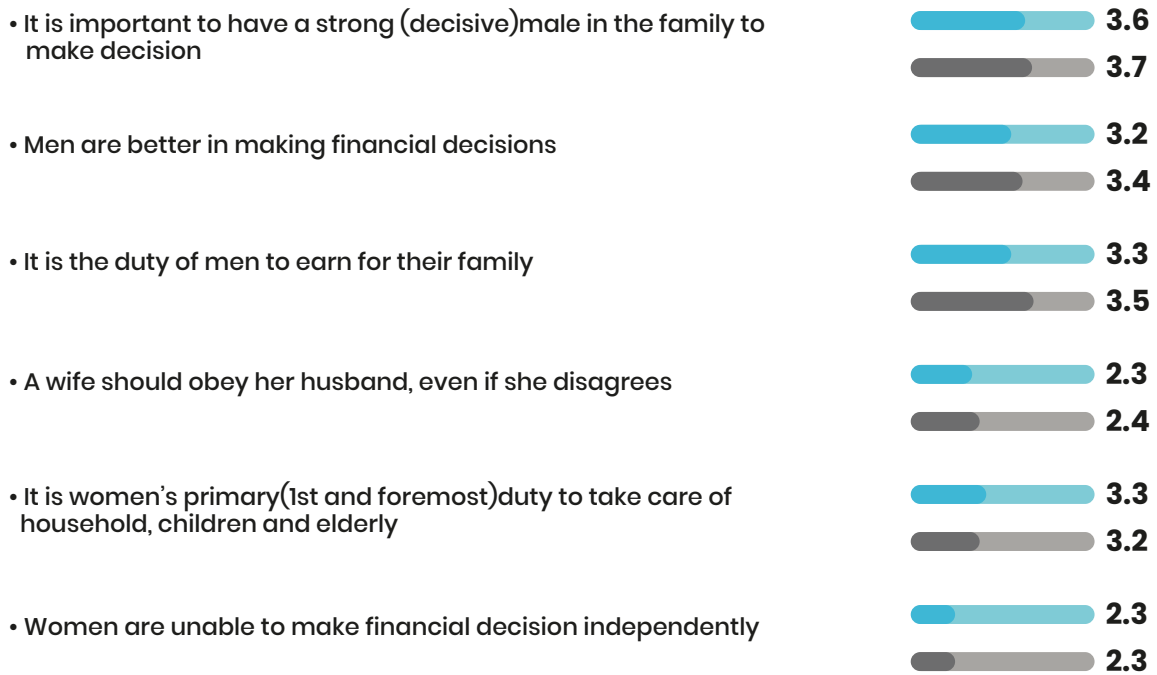 • It is important to have a strong (decisive)male in the family to
make decision
3.6
3.7
• Men are better in making financial decisions
3.2
3.4
• It is the duty of men to earn for their family
3.3
3.5
• A wife should obey her husband, even if she disagrees
2.3
2.4
• It is women's primary(1st and foremost)duty to take care of
household, children and elderly
3.3
3.2
• Women are unable to make financial decision independently
2.3
2.3